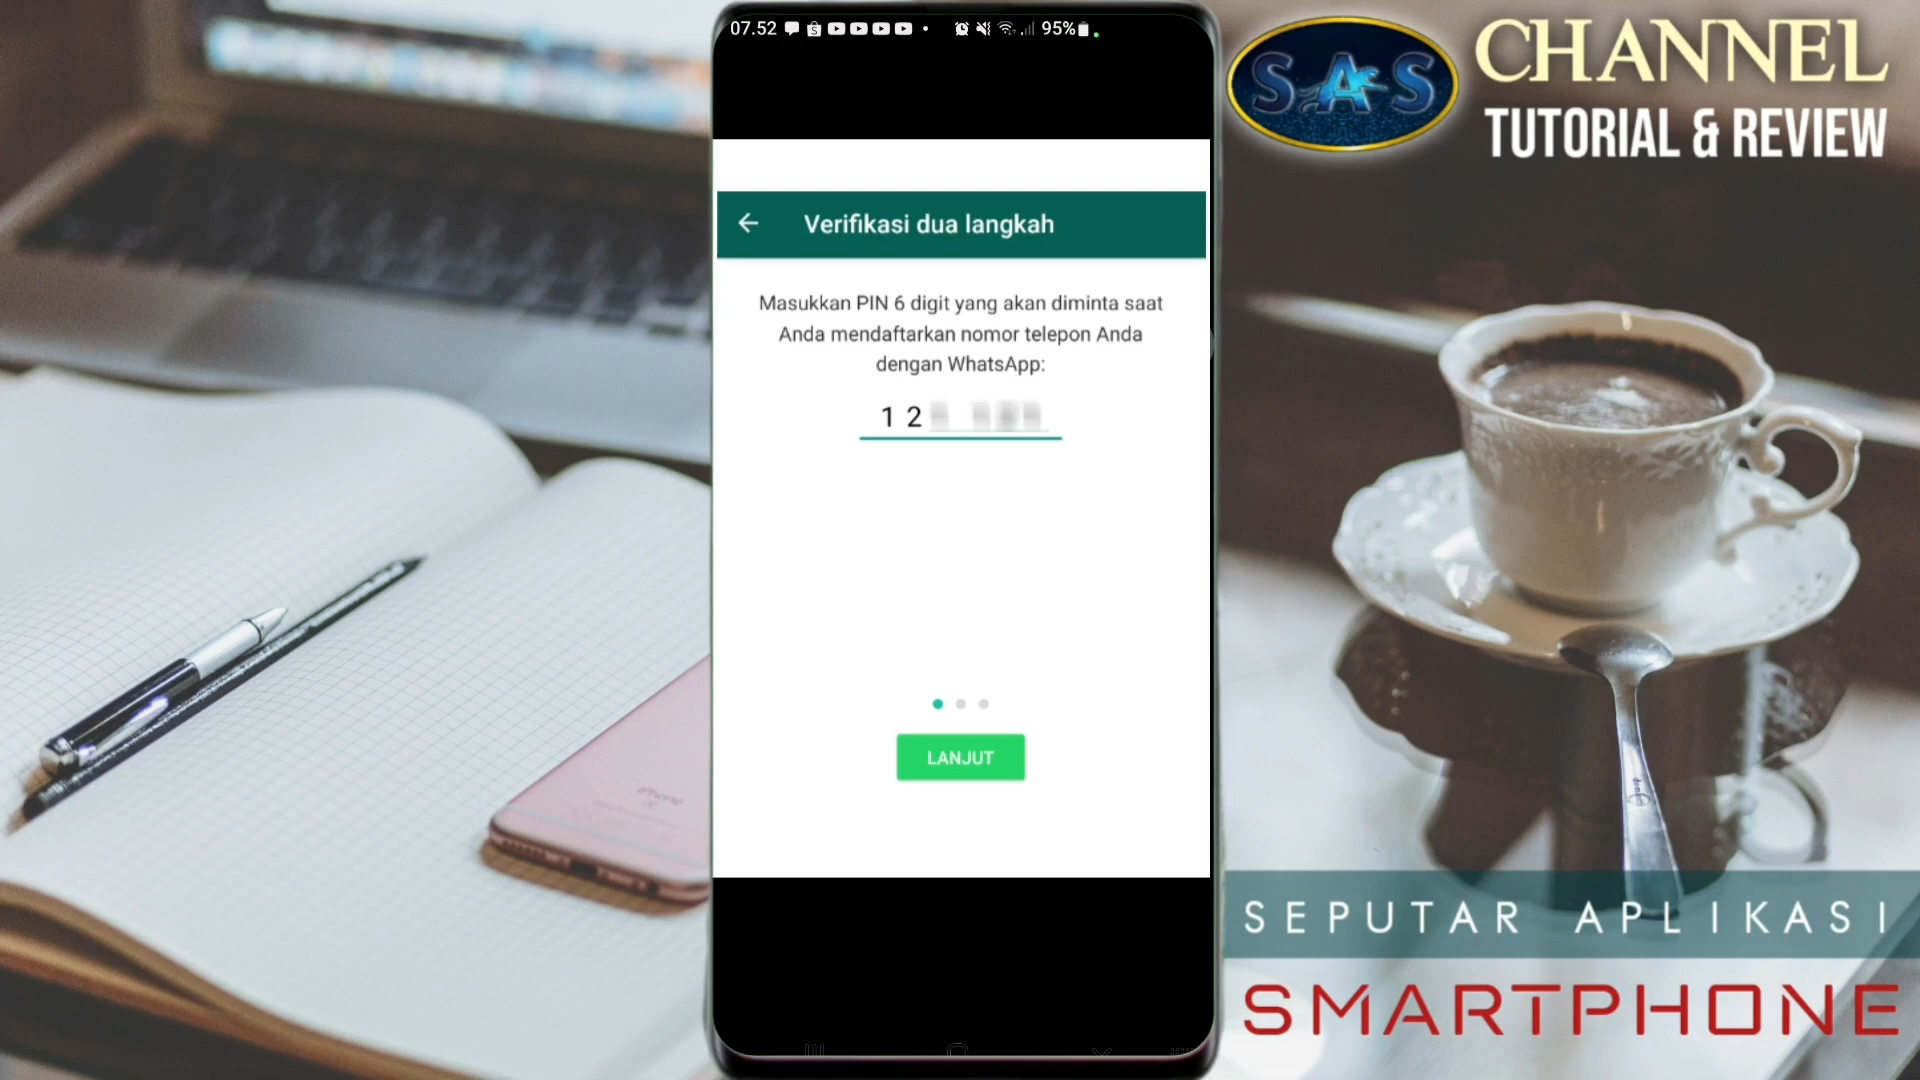 07.52
95%
Verifikasi dua langkah
Masukkan PIN 6 digit yang akan diminta saat
Anda mendaftarkan nomor telepon Anda
dengan WhatsApp:
1 2
LANJUT
SAS
CHANNEL
TUTORIAL & REVIEW
iPhone
SEPUTAR APLIKASI
SMARTPHONE